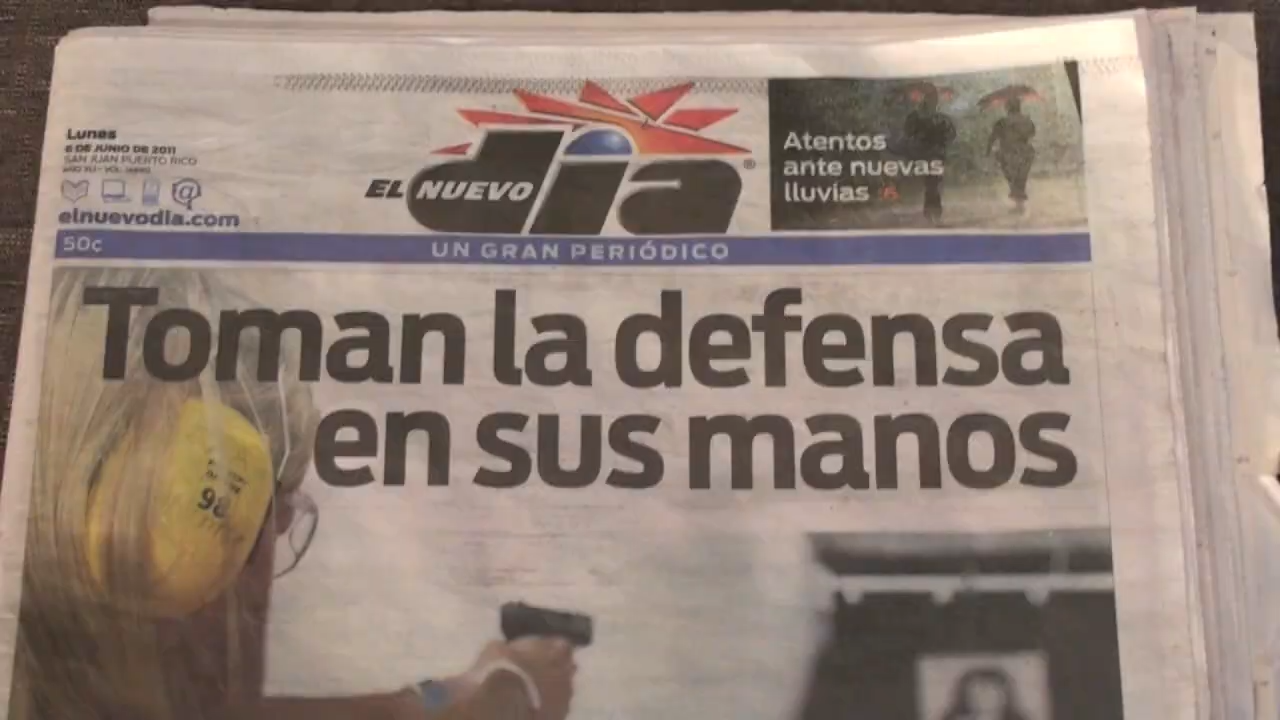 Lunes
6 DE JUNIO DE 2011
SAN JUAN PUERTO RICO
elnuevodia.com
EL NUEVO día®
Atentos
ante nuevas
lluvias
50¢
UN GRAN PERIÓDICO
Toman la defensa
en sus manos
98